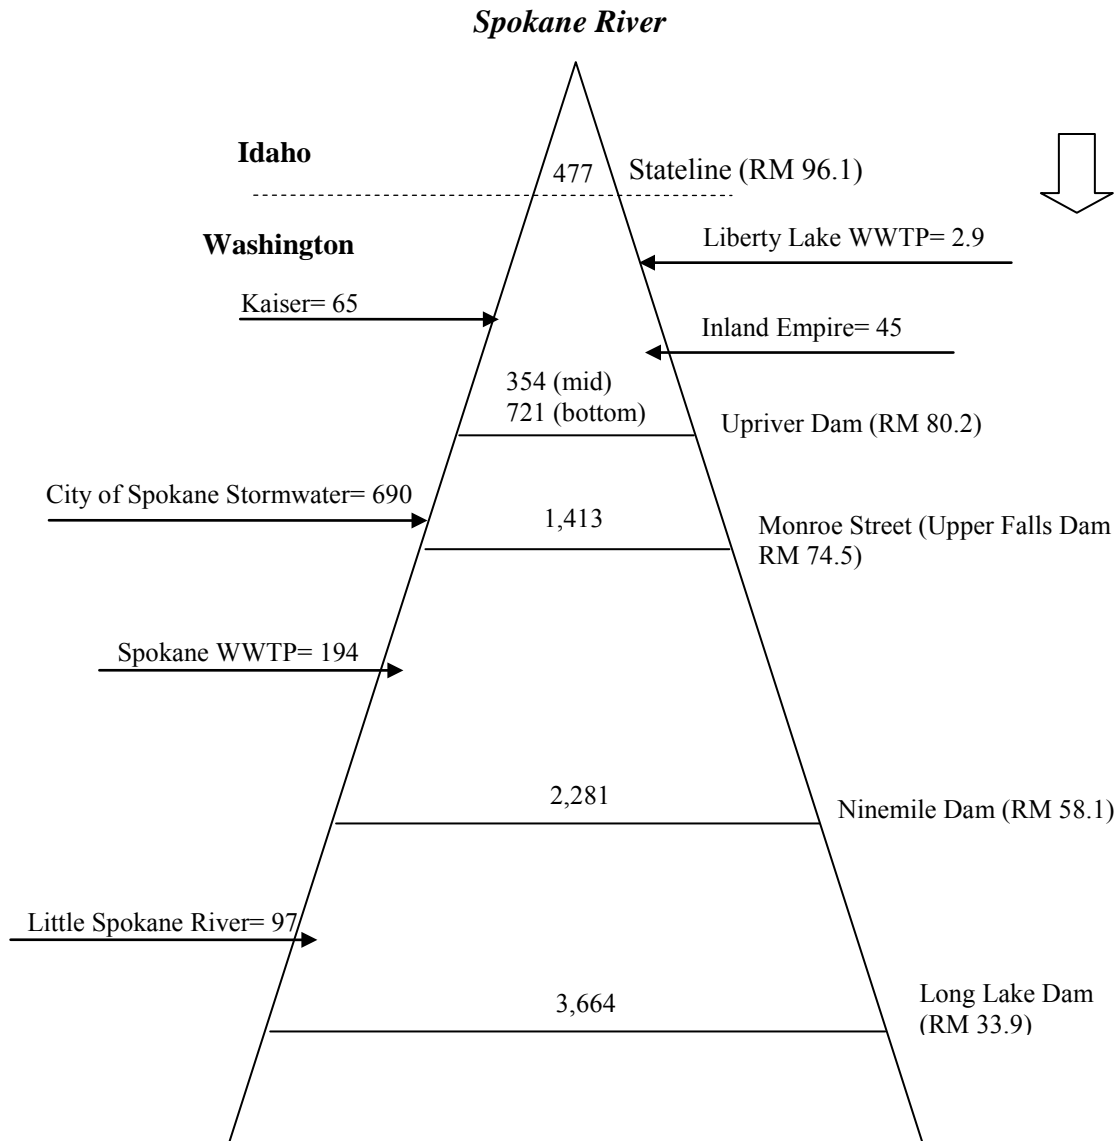 Spokane River
Idaho
477
Stateline (RM 96.1)
Washington
Liberty Lake WWTP= 2.9
Kaiser= 65
Inland Empire= 45
354 (mid)
721 (bottom)
Upriver Dam (RM 80.2)
City of Spokane Stormwater= 690
1,413
Monroe Street (Upper Falls Dam
RM 74.5)
Spokane WWTP= 194
2,281
Ninemile Dam (RM 58.1)
Little Spokane River= 97
3,664
Long Lake Dam
(RM 33.9)